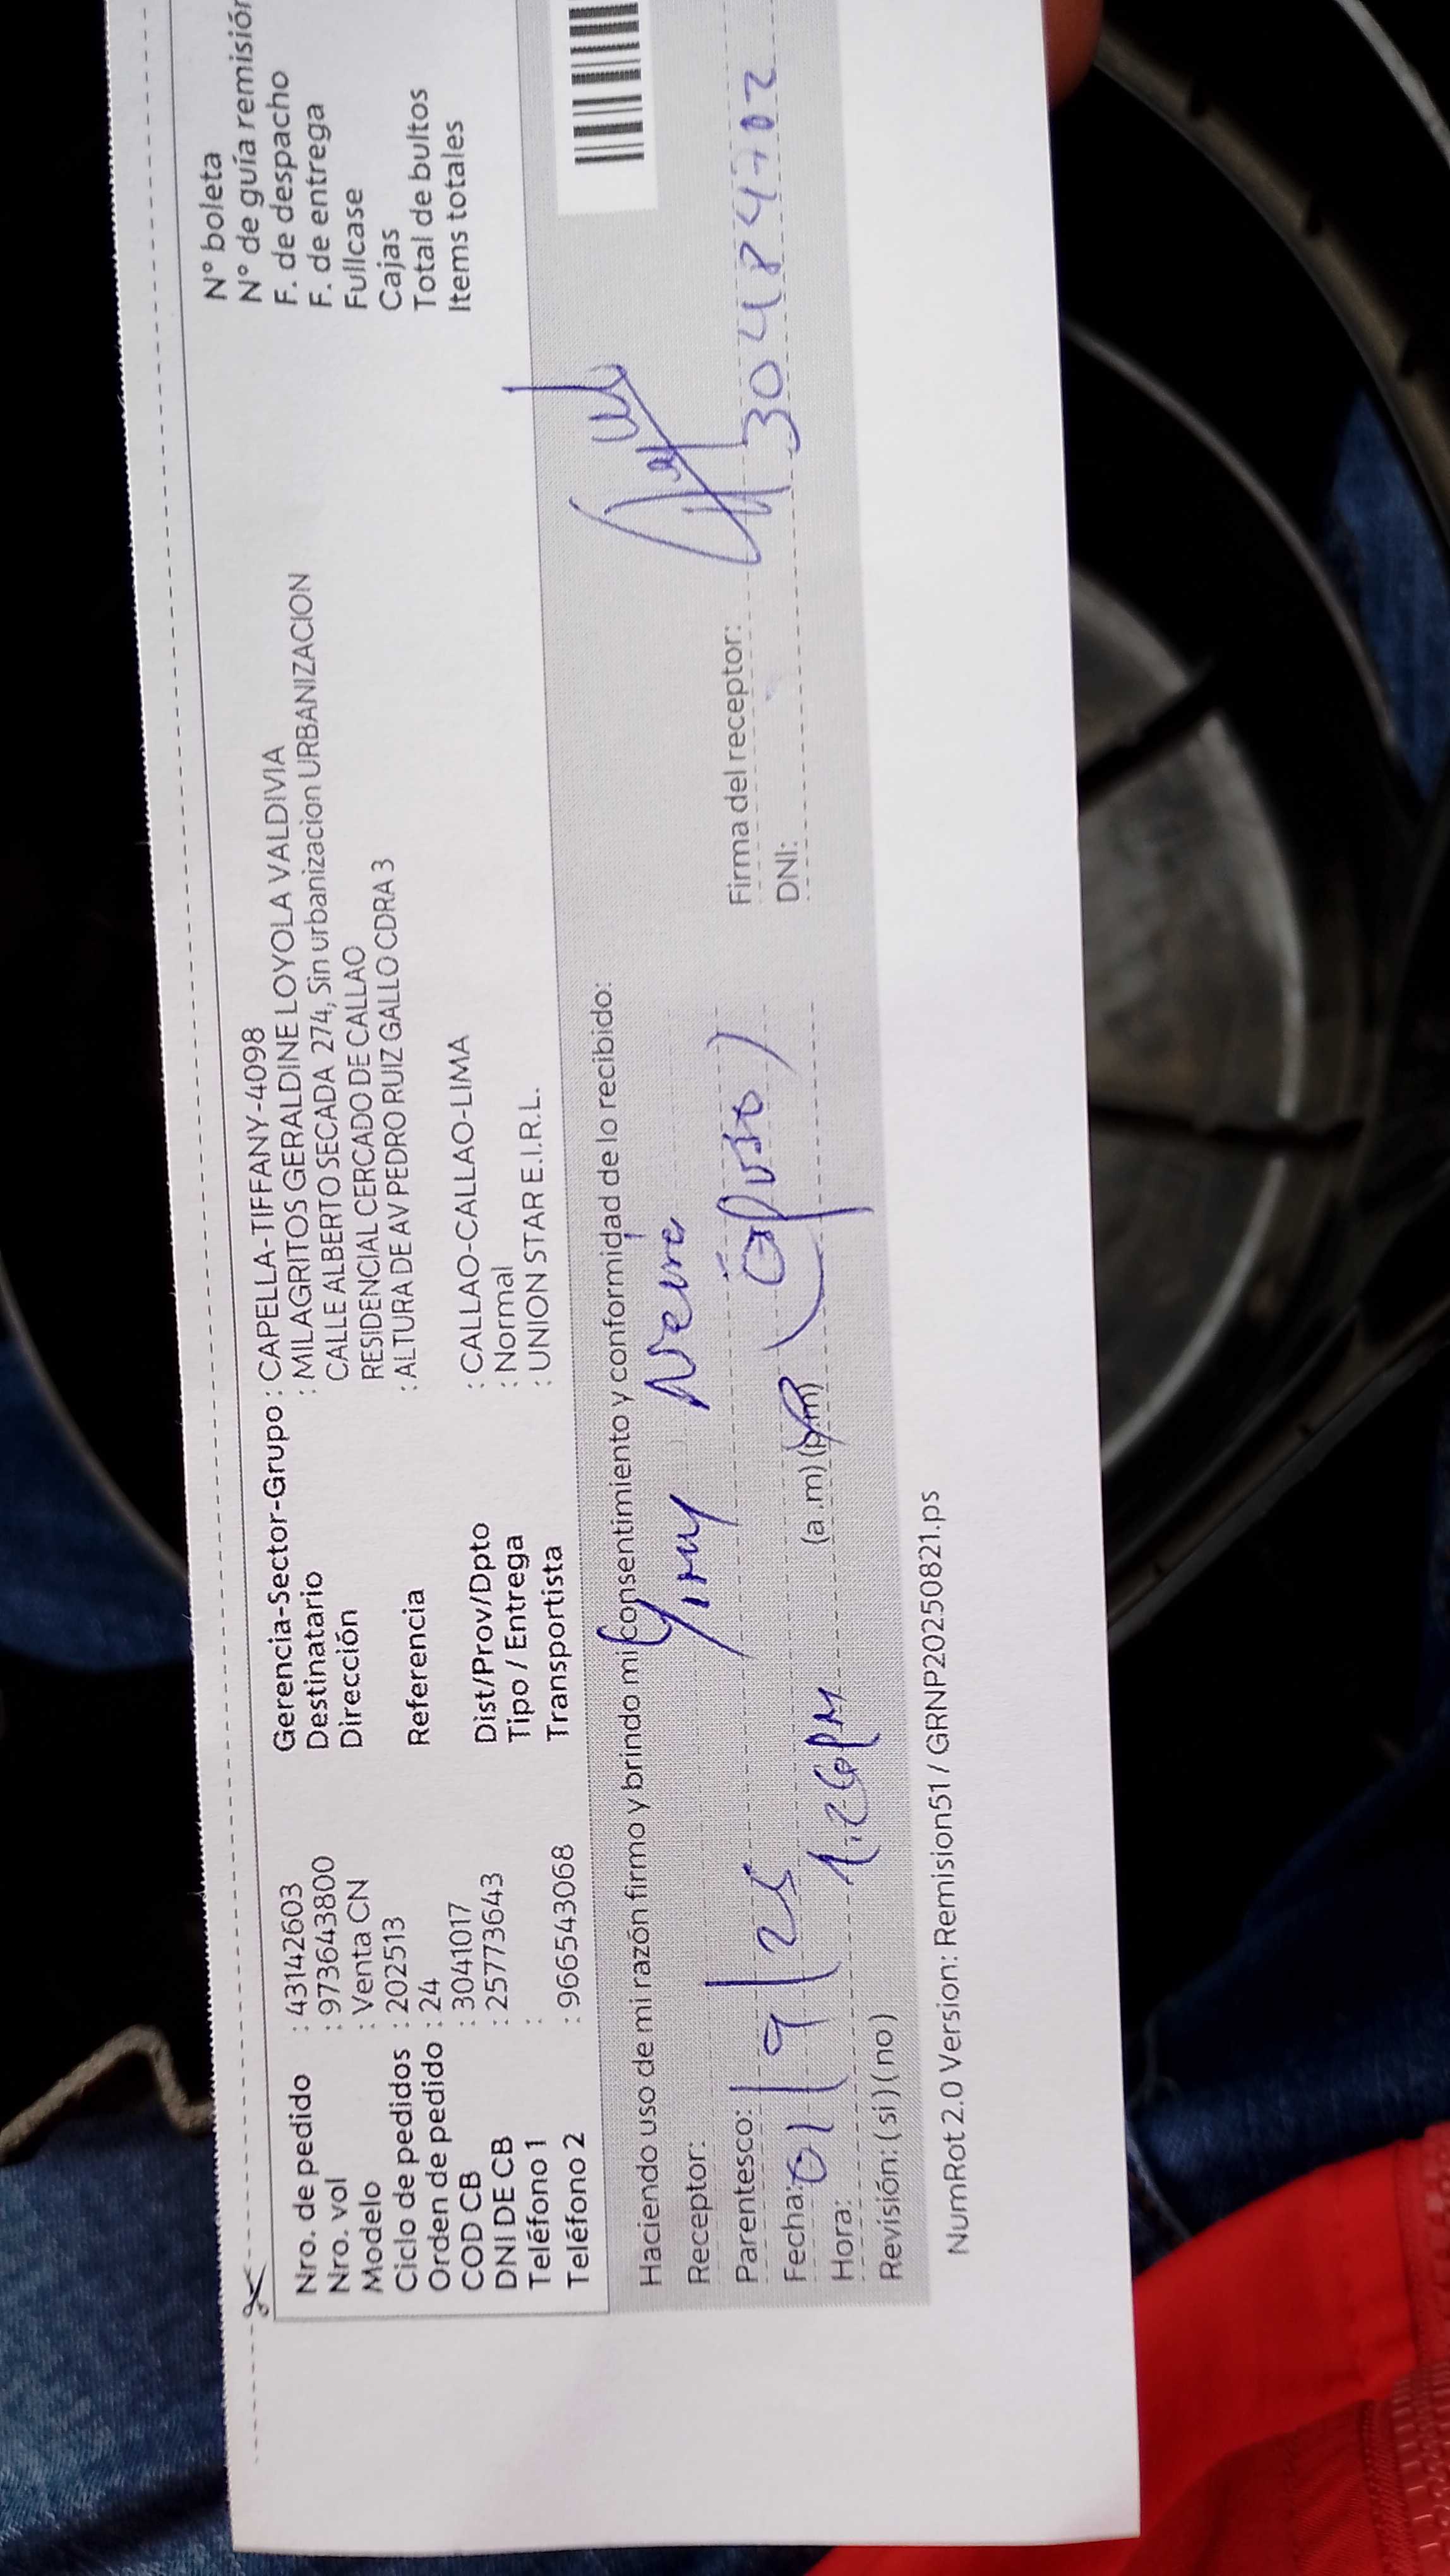 Nro. de pedido : 43142603
Nro. vol : 973643800
Modelo : Venta CN
Ciclo de pedidos : 202513
Orden de pedido : 24
COD CB : 3041017
DNI DE CB : 25773643
Teléfono 1 :
Teléfono 2 : 966543068
Gerencia-Sector-Grupo : CAPELLA-TIFFANY-4098
Destinatario : MILAGRITOS GERALDINE LOYOLA VALDIVIA
Dirección CALLE ALBERTO SECADA 274, Sin urbanizacion URBANIZACION
RESIDENCIAL CERCADO DE CALLAO
Referencia : ALTURA DE AV PEDRO RUIZ GALLO CDRA 3
Dist/Prov/Dpto : CALLAO-CALLAO-LIMA
Tipo / Entrega : Normal
Transportista : UNION STAR E.I.R.L.
N° boleta
N° de guía remisión
F. de despacho
F. de entrega
Fullcase
Cajas
Total de bultos
Items totales
Haciendo uso de mi razón firmo y brindo mi consentimiento y conformidad de lo recibido:
Receptor:
Parentesco: (Esposo)
Fecha: 01/9/25
Hora: 1:26pm (a.m)(p.m)
Revisión: (si)(no)
Firma del receptor:
DNI: 30484702
NumRot 2.0 Version: Remision51 / GRNP20250821.ps